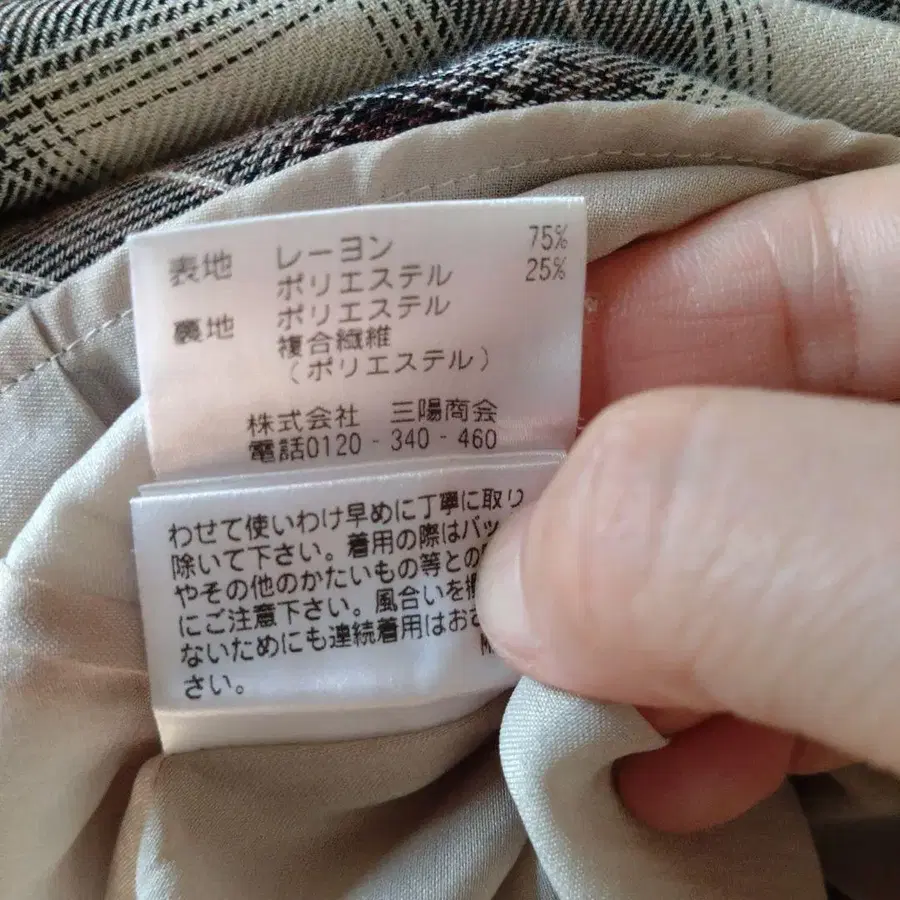 表地 レーヨン 75%
ポリエステル 25%
裏地 ポリエステル
複合繊維
（ポリエステル）
株式会社 三陽商会
電話0120-340-460
わせて使いわけ早めに丁寧に取り
除いて下さい。着用の際はバッ
やその他のかたいもの等との
にご注意下さい。風合いを
ないためにも連続着用はお
さい。